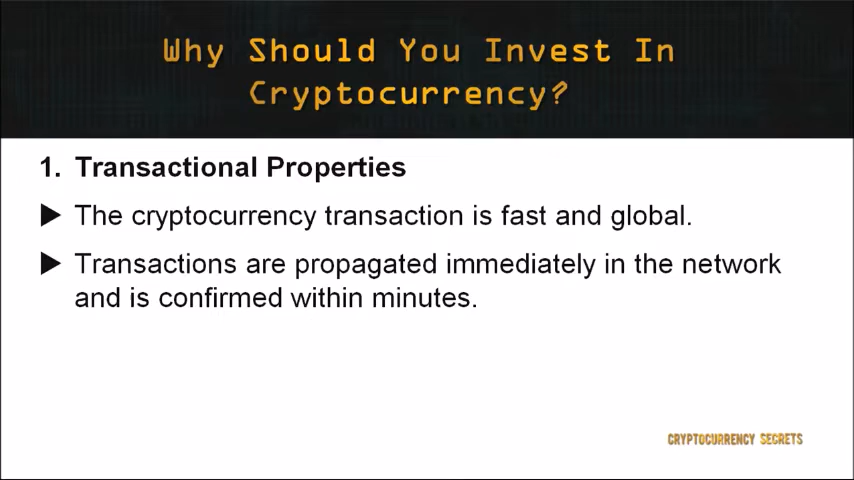 Why Should You Invest In
Cryptocurrency?
1. Transactional Properties
▶ The cryptocurrency transaction is fast and global.
▶ Transactions are propagated immediately in the network
and is confirmed within minutes.
CRYPTOCURRENCY SECRETS